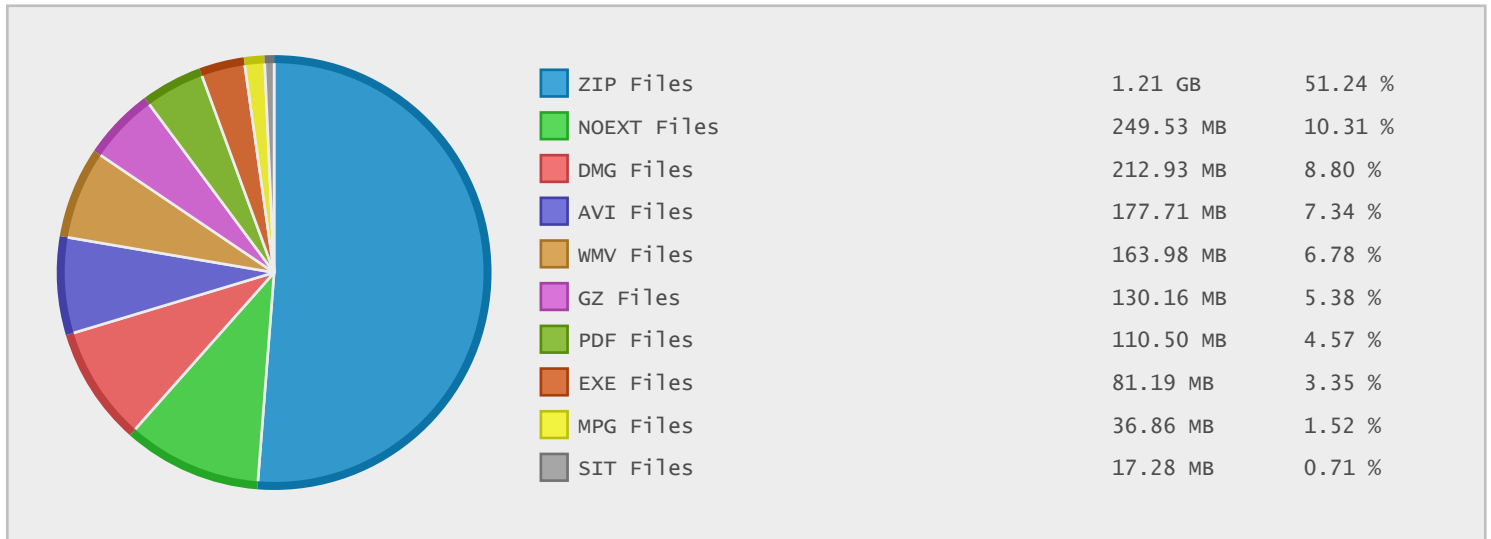 ZIP Files 1.21 GB 51.24 %
NOEXT Files 249.53 MB 10.31 %
DMG Files 212.93 MB 8.80 %
AVI Files 177.71 MB 7.34 %
WMV Files 163.98 MB 6.78 %
GZ Files 130.16 MB 5.38 %
PDF Files 110.50 MB 4.57 %
EXE Files 81.19 MB 3.35 %
MPG Files 36.86 MB 1.52 %
SIT Files 17.28 MB 0.71 %